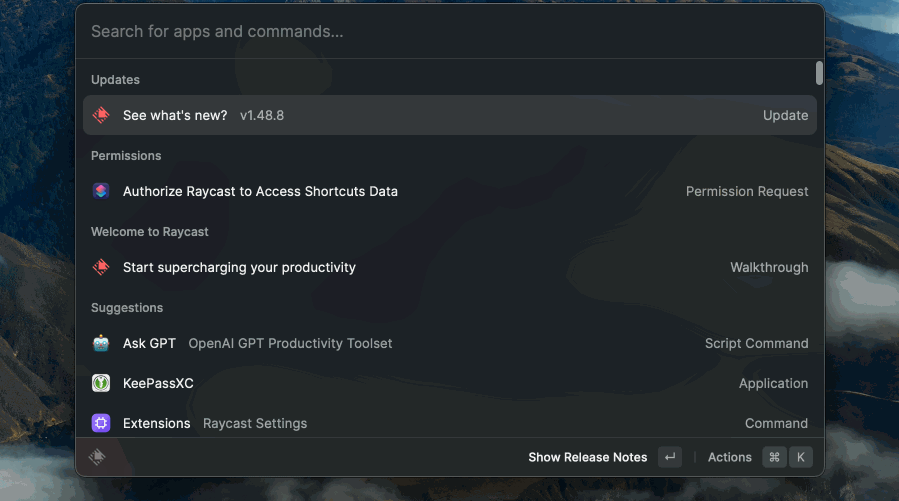 Search for apps and commands...
Updates
See what's new? v1.48.8 Update
Permissions
Authorize Raycast to Access Shortcuts Data Permission Request
Welcome to Raycast
Start supercharging your productivity Walkthrough
Suggestions
Ask GPT OpenAI GPT Productivity Toolset Script Command
KeePassXC Application
Extensions Raycast Settings Command
Show Release Notes ↵ Actions ⌘ K